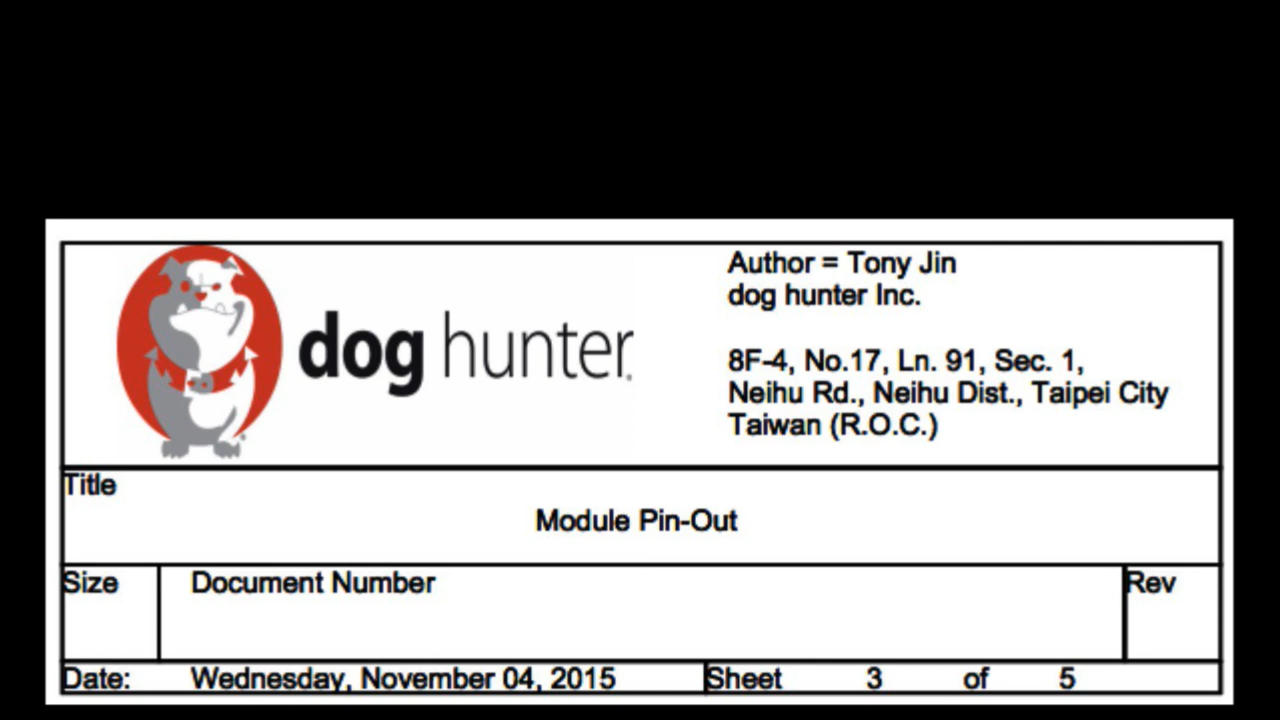 dog hunter
Author = Tony Jin
dog hunter Inc.
8F-4, No.17, Ln. 91, Sec. 1,
Neihu Rd., Neihu Dist., Taipei City
Taiwan (R.O.C.)
Title
Module Pin-Out
Size Document Number Rev
Date: Wednesday, November 04, 2015 Sheet 3 of 5